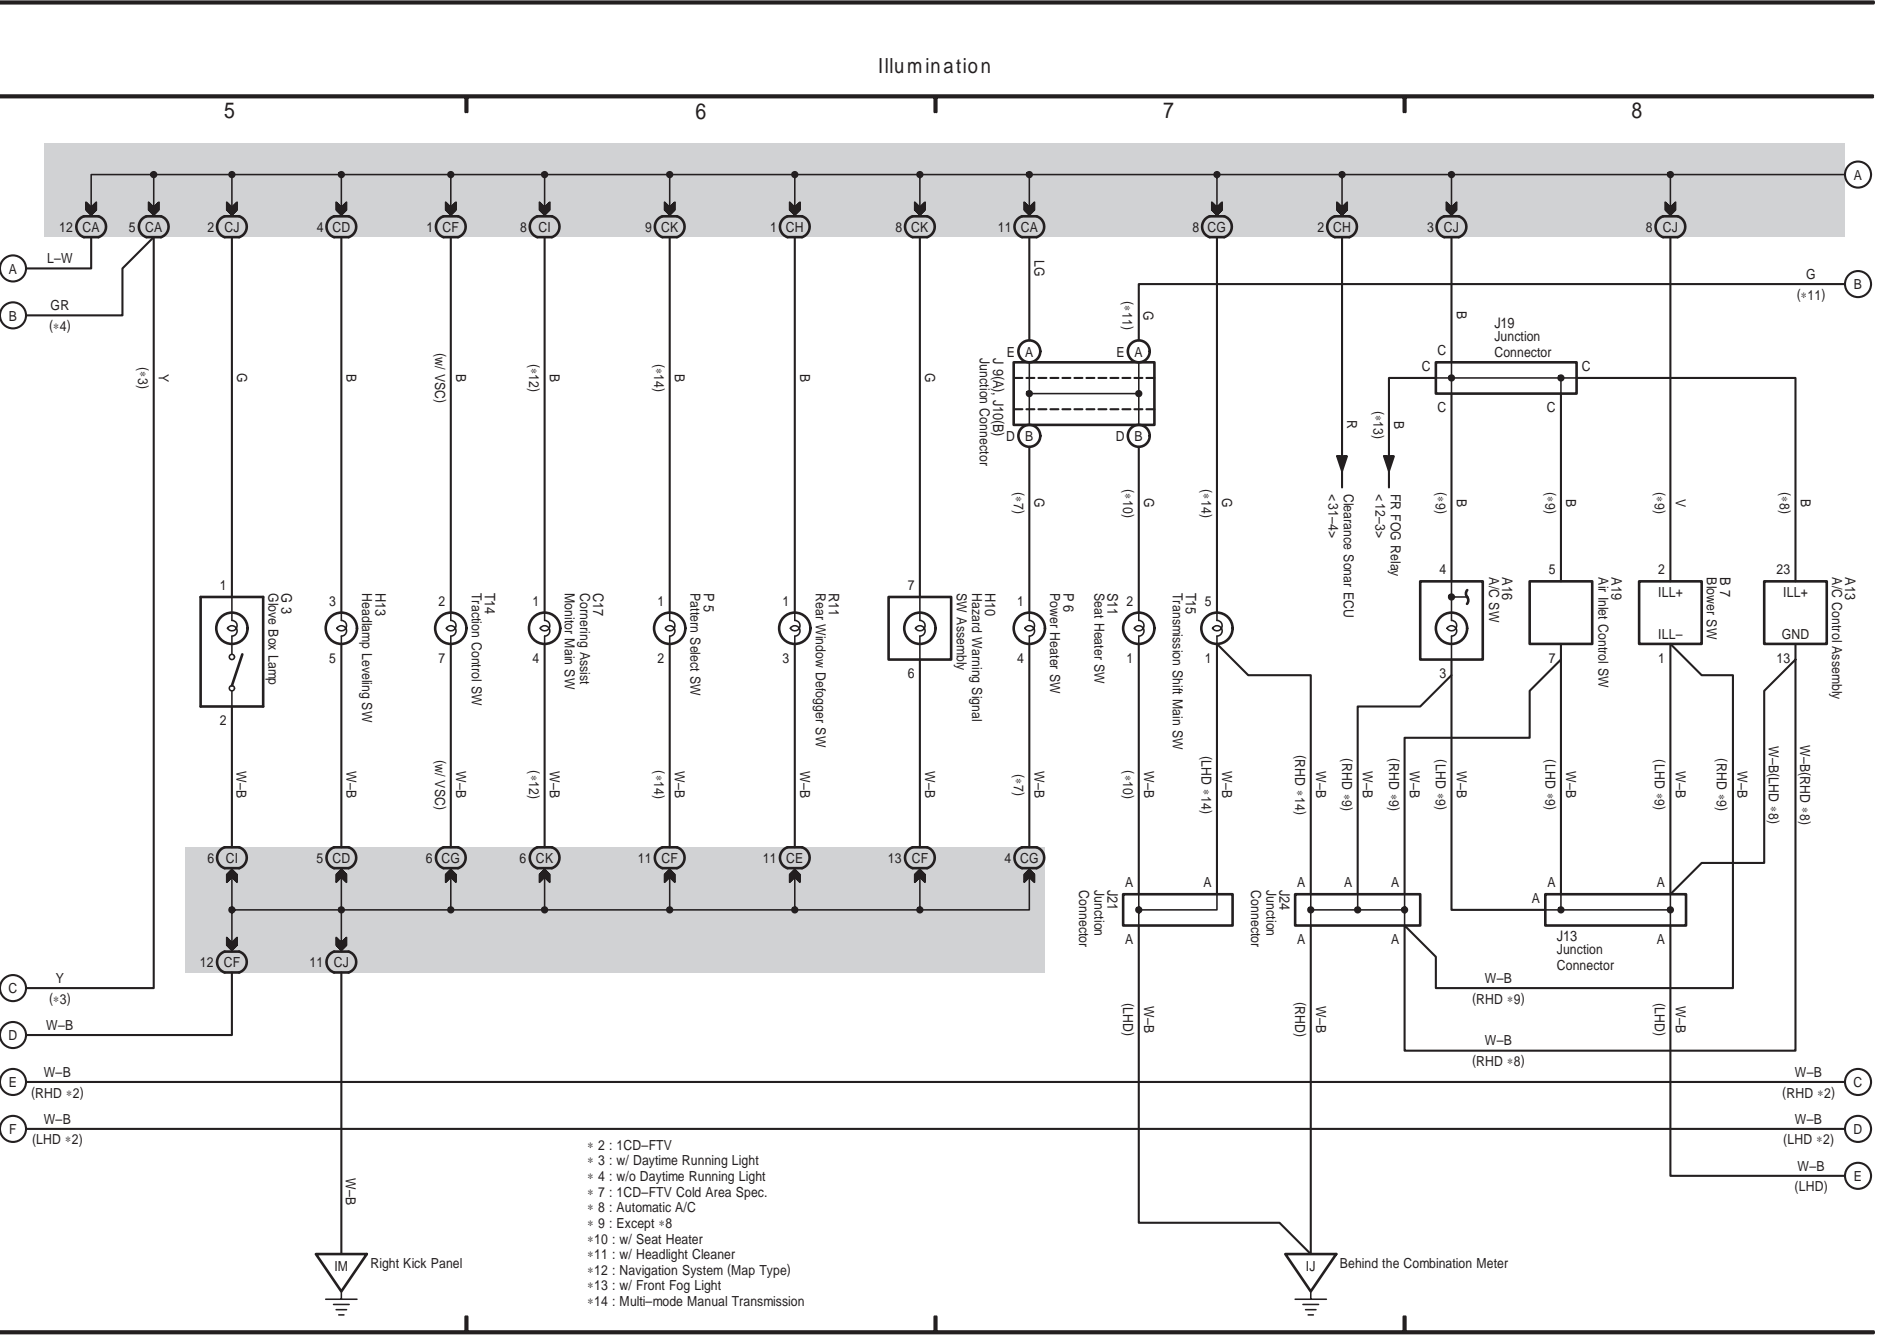 Illumination
5
6
7
8
A
12 CA
5 CA
2 CJ
4 CD
1 CF
8 CI
9 CK
1 CH
8 CK
11 CA
8 CG
2 CH
3 CJ
8 CJ
A
L–W
B
GR
(*4)
G
(*11)
B
Y
(*3)
G
B
B
(w/ VSC)
B
(*12)
B
(*14)
B
G
LG
G
(*11)
E A
E A
J 9(A), J10(B)
Junction Connector
D B
D B
G
(*7)
G
(*10)
G
(*14)
R
Clearance Sonar ECU
<31–4>
B
(*13)
FR FOG Relay
<12–3>
B
J19
Junction
Connector
C
C
C
C
C
B
(*9)
B
(*9)
V
(*9)
B
(*8)
1
G 3
Glove Box Lamp
2
3
H13
Headlamp Leveling SW
5
2
T14
Traction Control SW
7
1
C17
Cornering Assist
Monitor Main SW
4
1
P 5
Pattern Select SW
2
1
R11
Rear Window Defogger SW
3
7
H10
Hazard Warning Signal
SW Assembly
6
1
P 6
Power Heater SW
4
2
S11
Seat Heater SW
1
5
T15
Transmission Shift Main SW
1
4
A16
A/C SW
3
5
A19
Air Inlet Control SW
7
2
ILL+
ILL–
B 7
Blower SW
1
23
ILL+
GND
A13
A/C Control Assembly
13
W–B
W–B
W–B
(w/ VSC)
W–B
(*12)
W–B
(*14)
W–B
W–B
W–B
(*7)
W–B
(*10)
W–B
(LHD *14)
W–B
(RHD *14)
W–B
(RHD *9)
W–B
(RHD *9)
W–B
(LHD *9)
W–B
(LHD *9)
W–B
(LHD *9)
W–B
(RHD *9)
W–B(LHD *8)
W–B(RHD *8)
6 CI
5 CD
6 CG
6 CK
11 CF
11 CE
13 CF
4 CG
12 CF
11 CJ
A
A
J21
Junction
Connector
A
A
A
A
J24
Junction
Connector
A
A
A
A
A
J13
Junction
Connector
A
C
Y
(*3)
D
W–B
W–B
(RHD *9)
W–B
(LHD)
W–B
(RHD)
W–B
(LHD)
W–B
(RHD *8)
E
W–B
(RHD *2)
W–B
(RHD *2)
C
F
W–B
(LHD *2)
W–B
(LHD *2)
D
W–B
(LHD)
E
W–B
* 2 : 1CD–FTV
* 3 : w/ Daytime Running Light
* 4 : w/o Daytime Running Light
* 7 : 1CD–FTV Cold Area Spec.
* 8 : Automatic A/C
* 9 : Except *8
*10 : w/ Seat Heater
*11 : w/ Headlight Cleaner
*12 : Navigation System (Map Type)
*13 : w/ Front Fog Light
*14 : Multi–mode Manual Transmission
IM
Right Kick Panel
IJ
Behind the Combination Meter